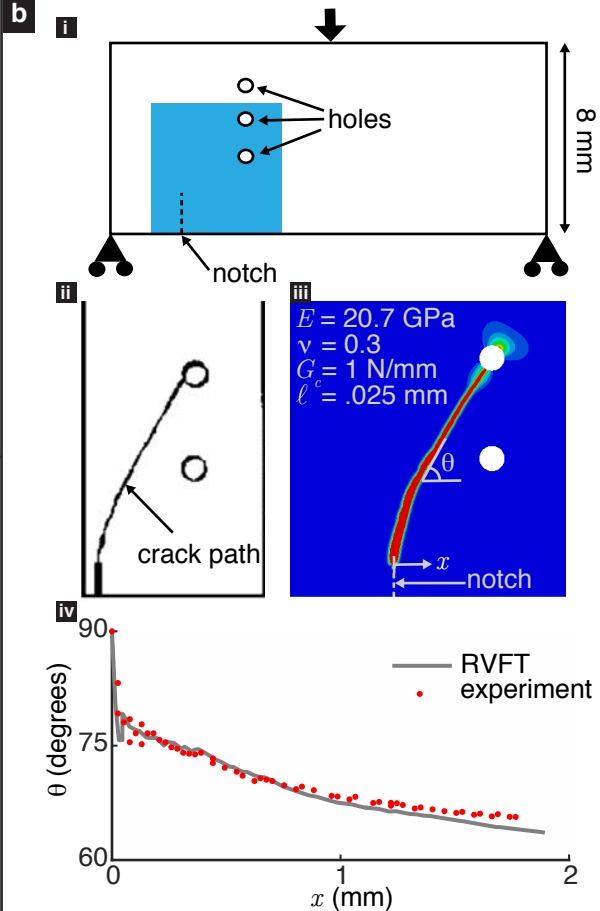 b
i
holes
8 mm
notch
ii
crack path
iii
E = 20.7 GPa
ν = 0.3
G_c = 1 N/mm
ℓ = .025 mm
θ
x
notch
iv
90
75
60
θ (degrees)
RVFT
experiment
0
1
2
x (mm)